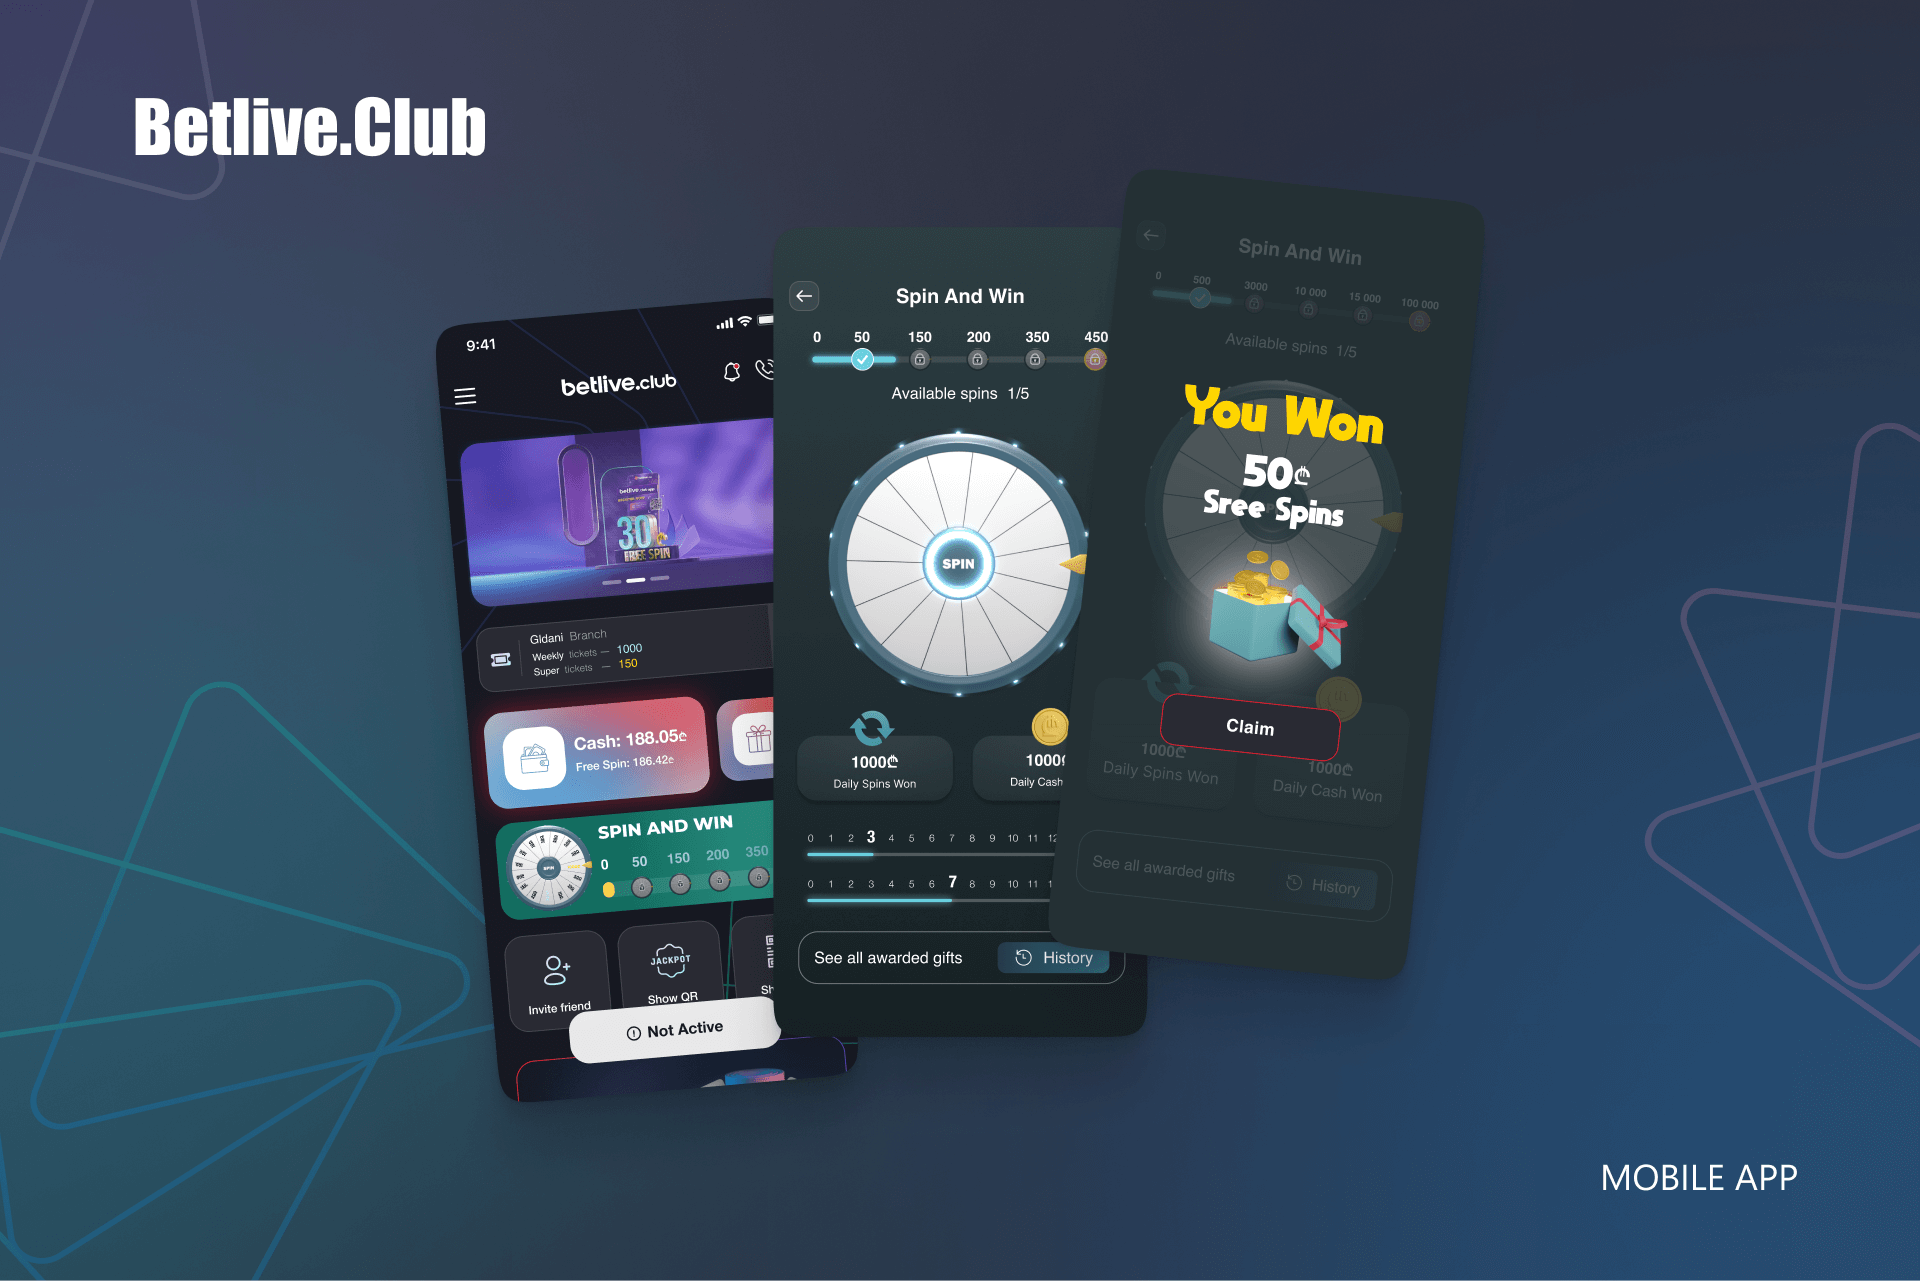 Betlive.Club
9:41
betlive.club
betlive.club app
30₾
FREE SPIN
Gldani Branch
Weekly tickets — 1000
Super tickets — 150
Cash: 188.05₾
Free Spin: 186.42₾
SPIN AND WIN
SPIN
0 50 150 200 350
Invite friend
JACKPOT
Show QR
Sh
Not Active
Spin And Win
0 50 150 200 350 450
Available spins 1/5
SPIN
1000₾
Daily Spins Won
1000₾
Daily Cash
0 1 2 3 4 5 6 7 8 9 10 11 12
0 1 2 3 4 5 6 7 8 9 10 11 1
See all awarded gifts
History
Spin And Win
0 500 3000 10 000 15 000 100 000
Available spins 1/5
You Won
50₾
Sree Spins
Claim
1000₾
Daily Spins Won
1000₾
Daily Cash Won
See all awarded gifts
History
MOBILE APP